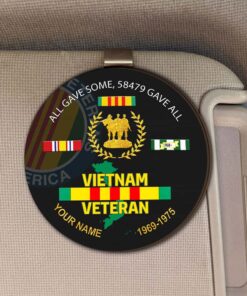 ALL GAVE SOME, 58479 GAVE ALL
VIETNAM
VETERAN
YOUR NAME
1969-1975